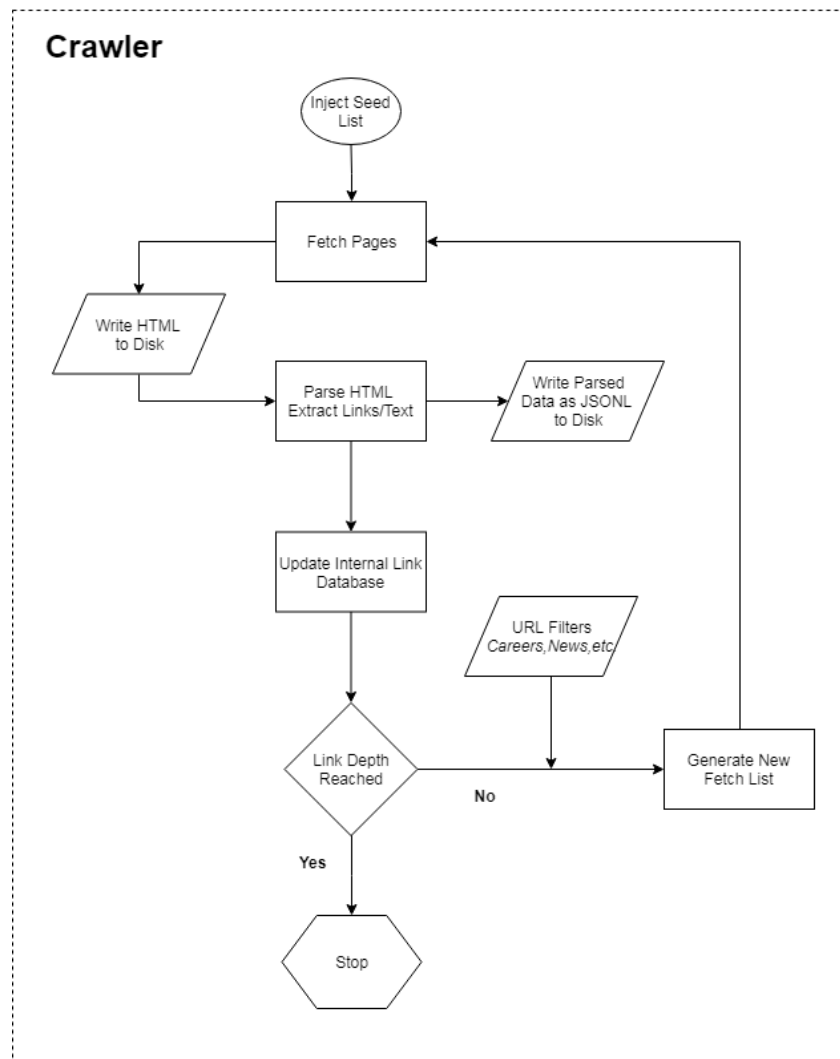 Crawler
Inject Seed
List
Fetch Pages
Write HTML
to Disk
Parse HTML
Extract Links/Text
Write Parsed
Data as JSONL
to Disk
Update Internal Link
Database
URL Filters
Careers,News,etc
Link Depth
Reached
No
Generate New
Fetch List
Yes
Stop